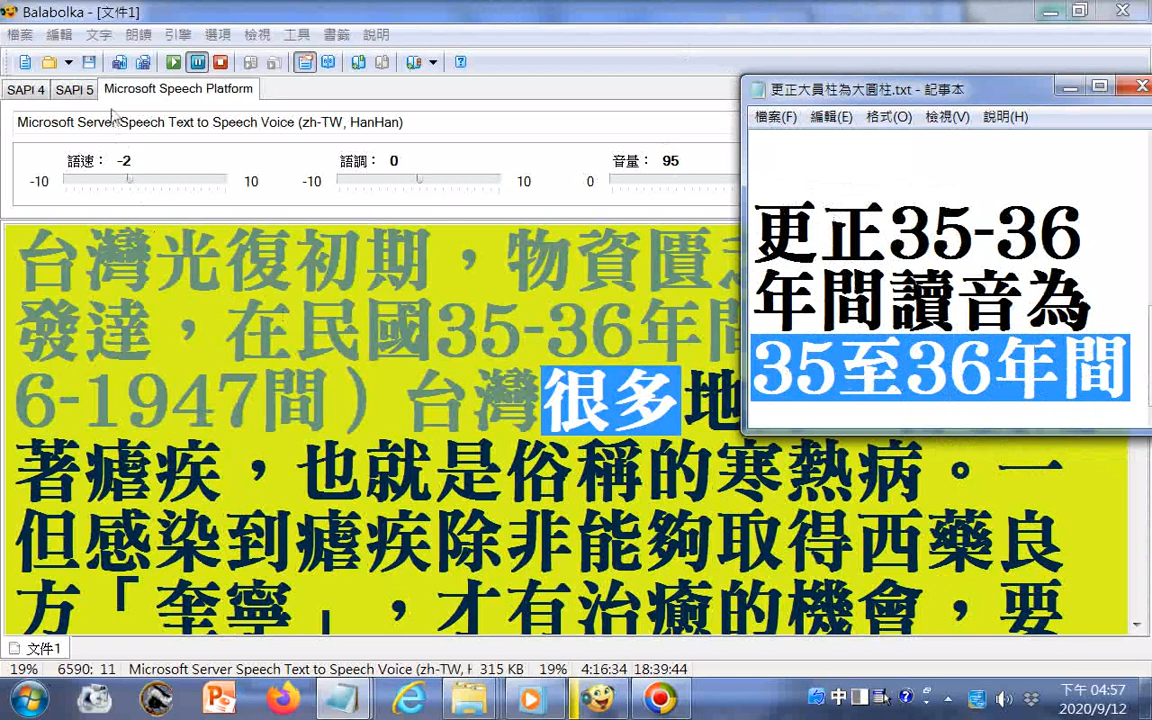 Balabolka - [文件1]
檔案 編輯 文字 朗讀 引擎 選項 檢視 工具 書籤 說明
SAPI 4 SAPI 5 Microsoft Speech Platform
Microsoft Server Speech Text to Speech Voice (zh-TW, HanHan)
語速： -2 語調： 0 音量： 95
-10 10 -10 10 0
台灣光復初期，物資匱
發達，在民國35-36年間
6-1947間）台灣很多地
著瘧疾，也就是俗稱的寒熱病。一
但感染到瘧疾除非能夠取得西藥良
方「奎寧」，才有治癒的機會，要
文件1
19% 6590: 11 Microsoft Server Speech Text to Speech Voice (zh-TW, H 315 KB 19% 4:16:34 18:39:44
更正大員柱為大圓柱.txt - 記事本
檔案(F) 編輯(E) 格式(O) 檢視(V) 說明(H)
更正35-36
年間讀音為
35至36年間
中
下午 04:57
2020/9/12